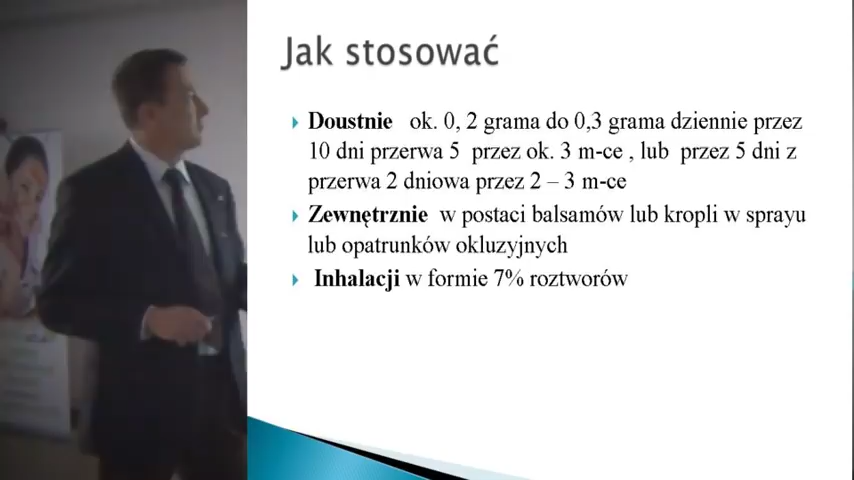 Jak stosować
Doustnie ok. 0, 2 grama do 0,3 grama dziennie przez
10 dni przerwa 5 przez ok. 3 m-ce , lub przez 5 dni z
przerwa 2 dniowa przez 2 – 3 m-ce
Zewnętrznie w postaci balsamów lub kropli w sprayu
lub opatrunków okluzyjnych
Inhalacji w formie 7% roztworów